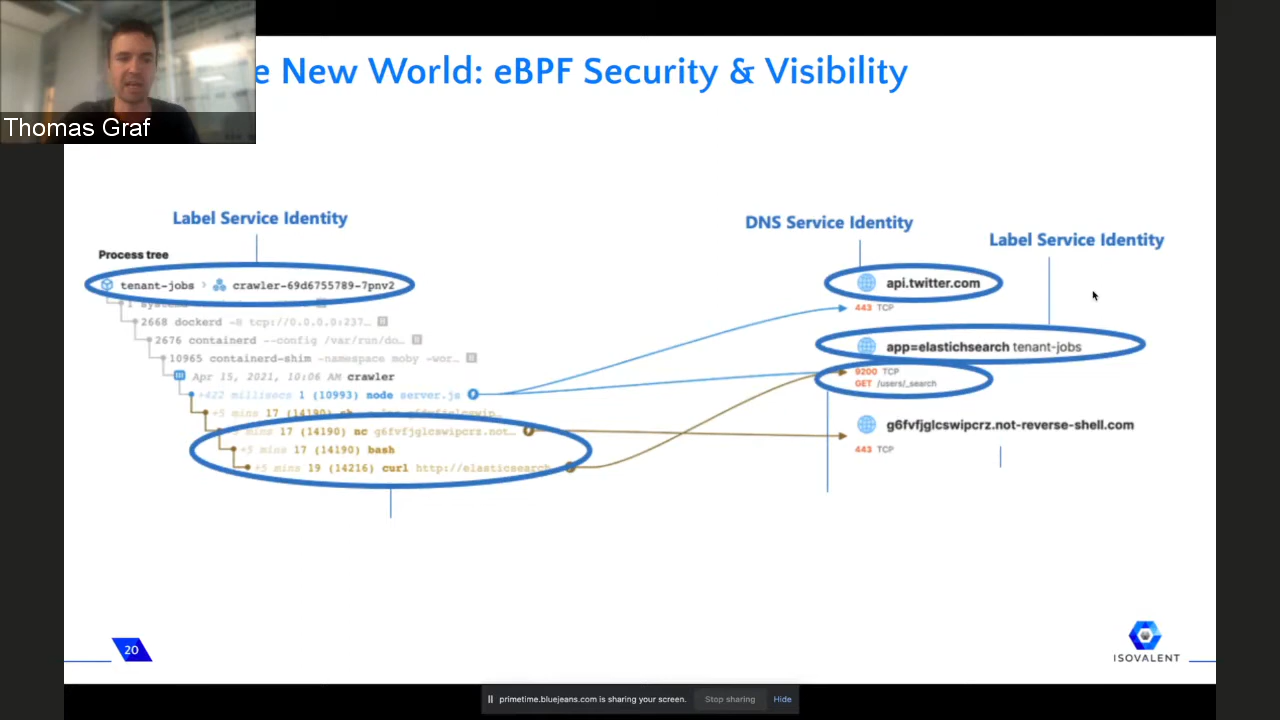 Thomas Graf
e New World: eBPF Security & Visibility
Label Service Identity
DNS Service Identity
Label Service Identity
Process tree
tenant-jobs > crawler-69d6755789-7pnv2
2668 dockerd -H tcp://0.0.0.0:237…
2676 containerd --config /var/run/do…
10965 containerd-shim -namespace moby -wor…
Apr 15, 2021, 10:06 AM crawler
+422 millisecs 1 (10993) node server.js
+5 mins 17 (14190)
+5 mins 17 (14190) nc g6fvfjglcswipcrz.not…
+5 mins 17 (14190) bash
+5 mins 19 (14216) curl http://elasticsearch
api.twitter.com
443 TCP
app=elastichsearch tenant-jobs
9200 TCP
GET /users/_search
g6fvfjglcswipcrz.not-reverse-shell.com
443 TCP
20
ISOVALENT
primetime.bluejeans.com is sharing your screen.
Stop sharing
Hide